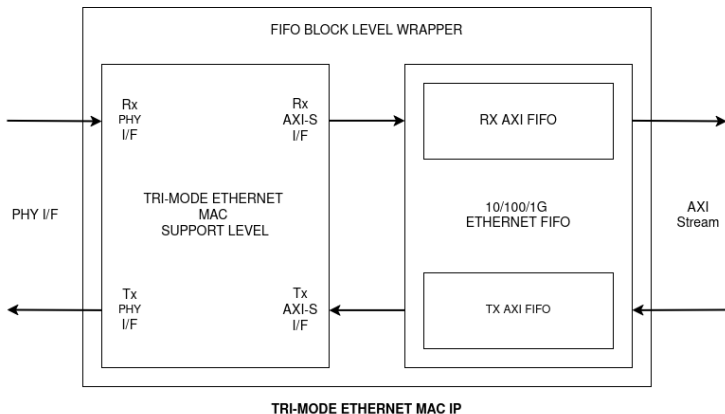 FIFO BLOCK LEVEL WRAPPER
Rx
PHY
I/F
Rx
AXI-S
I/F
RX AXI FIFO
PHY I/F
TRI-MODE ETHERNET
MAC
SUPPORT LEVEL
10/100/1G
ETHERNET FIFO
AXI
Stream
Tx
PHY
I/F
Tx
AXI-S
I/F
TX AXI FIFO
TRI-MODE ETHERNET MAC IP